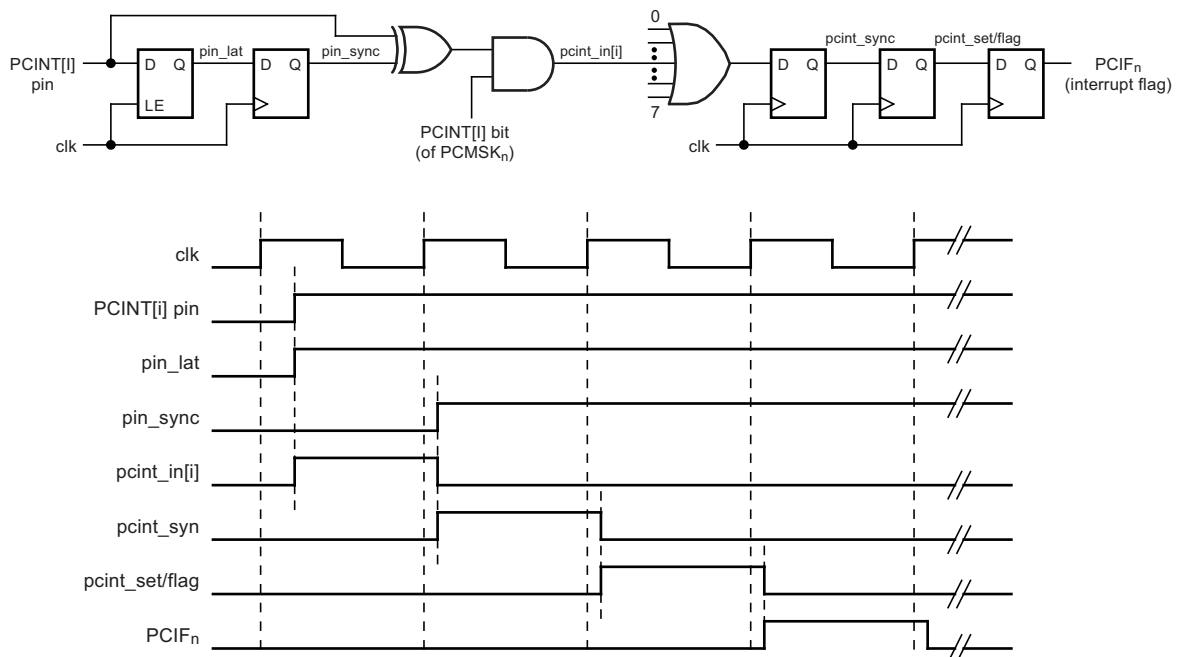 0
pin_lat
pin_sync
pcint_in[i]
pcint_sync
pcint_set/flag
PCINT[I]
pin
D Q
D Q
D Q
D Q
D Q
PCIFn
(interrupt flag)
LE
7
clk
PCINT[I] bit
(of PCMSKn)
clk
clk
PCINT[i] pin
pin_lat
pin_sync
pcint_in[i]
pcint_syn
pcint_set/flag
PCIFn